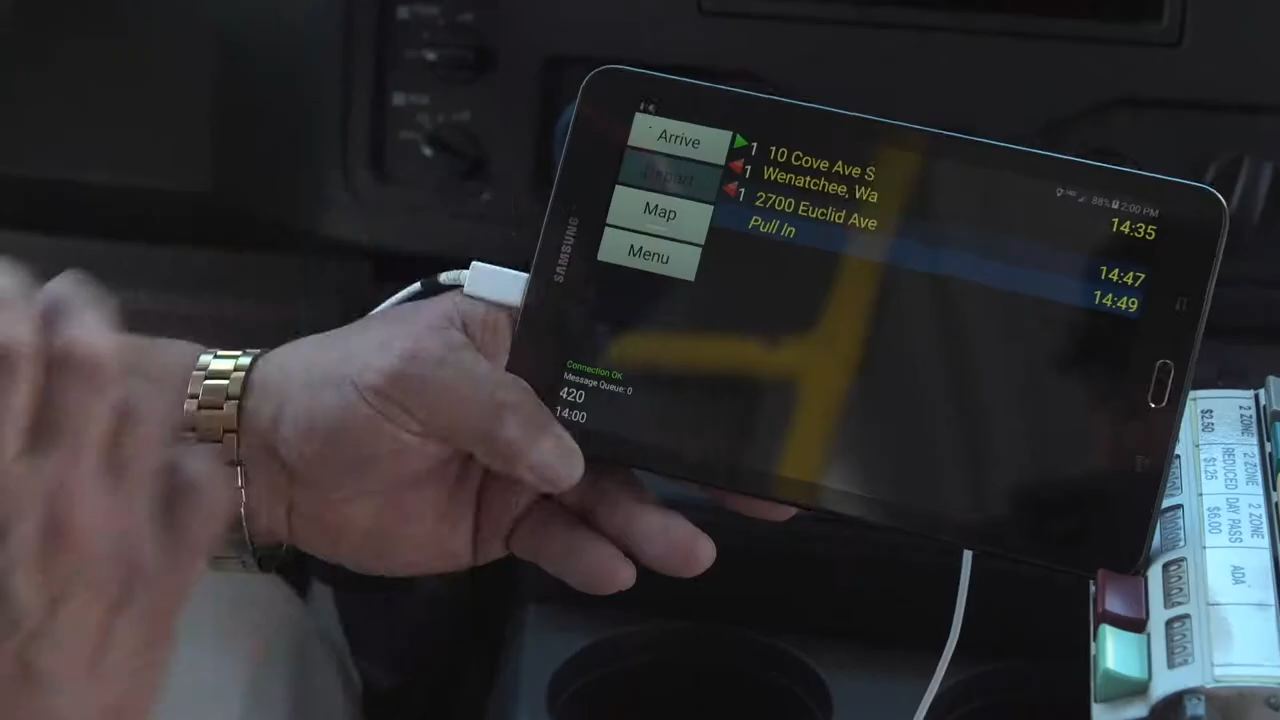 Arrive
Depart
Map
Menu
1 10 Cove Ave S
1 Wenatchee, Wa
1 2700 Euclid Ave
Pull In
88% 2:00 PM
14:35
14:47
14:49
SAMSUNG
Connection OK
Message Queue: 0
420
14:00
2 ZONE $2.50
2 ZONE REDUCED $1.25
2 ZONE DAY PASS $6.00
ADA